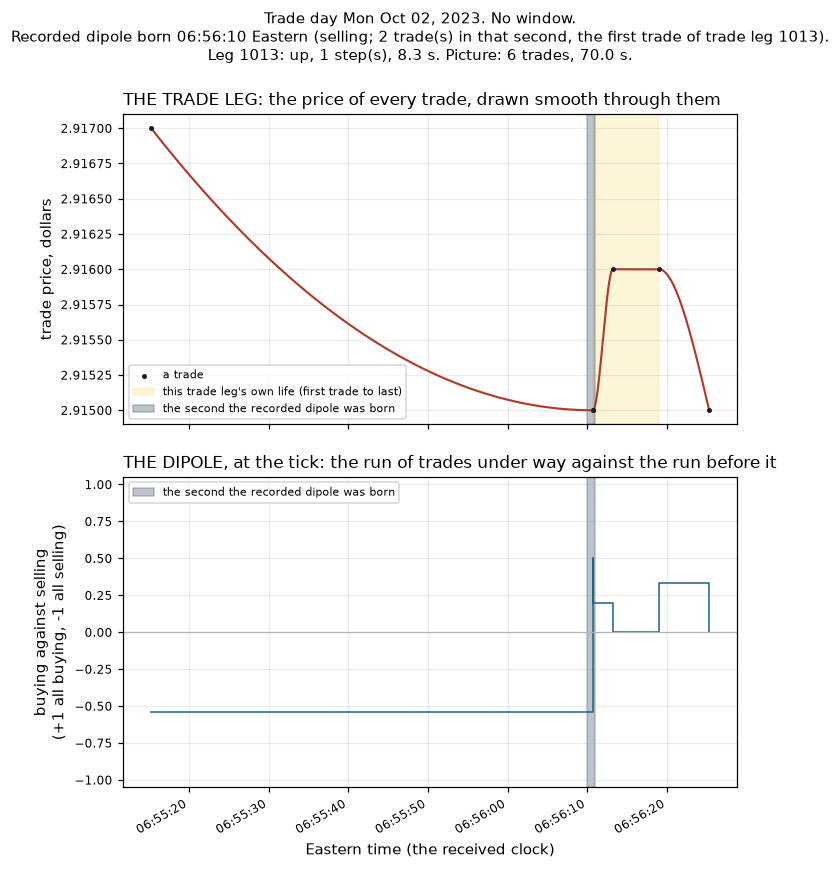 Trade day Mon Oct 02, 2023. No window.
Recorded dipole born 06:56:10 Eastern (selling; 2 trade(s) in that second, the first trade of trade leg 1013).
Leg 1013: up, 1 step(s), 8.3 s. Picture: 6 trades, 70.0 s.
THE TRADE LEG: the price of every trade, drawn smooth through them
trade price, dollars
2.91700
2.91675
2.91650
2.91625
2.91600
2.91575
2.91550
2.91525
2.91500
a trade
this trade leg's own life (first trade to last)
the second the recorded dipole was born
THE DIPOLE, at the tick: the run of trades under way against the run before it
buying against selling
(+1 all buying, -1 all selling)
1.00
0.75
0.50
0.25
0.00
−0.25
−0.50
−0.75
−1.00
the second the recorded dipole was born
06:55:20
06:55:30
06:55:40
06:55:50
06:56:00
06:56:10
06:56:20
Eastern time (the received clock)